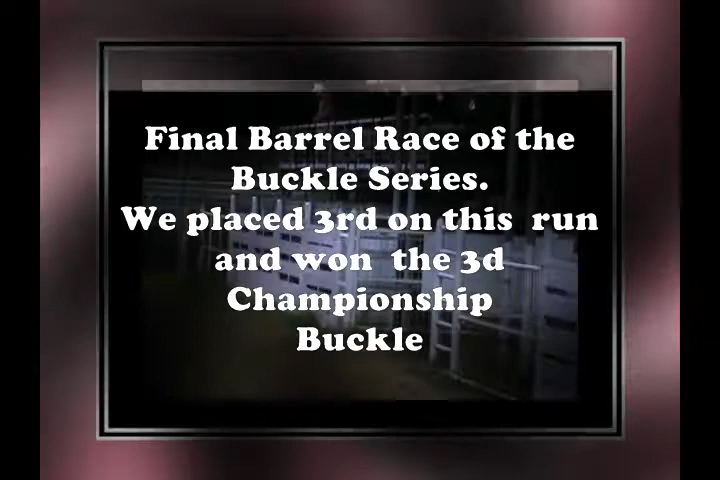 Final Barrel Race of the
Buckle Series.
We placed 3rd on this run
and won the 3d
Championship
Buckle